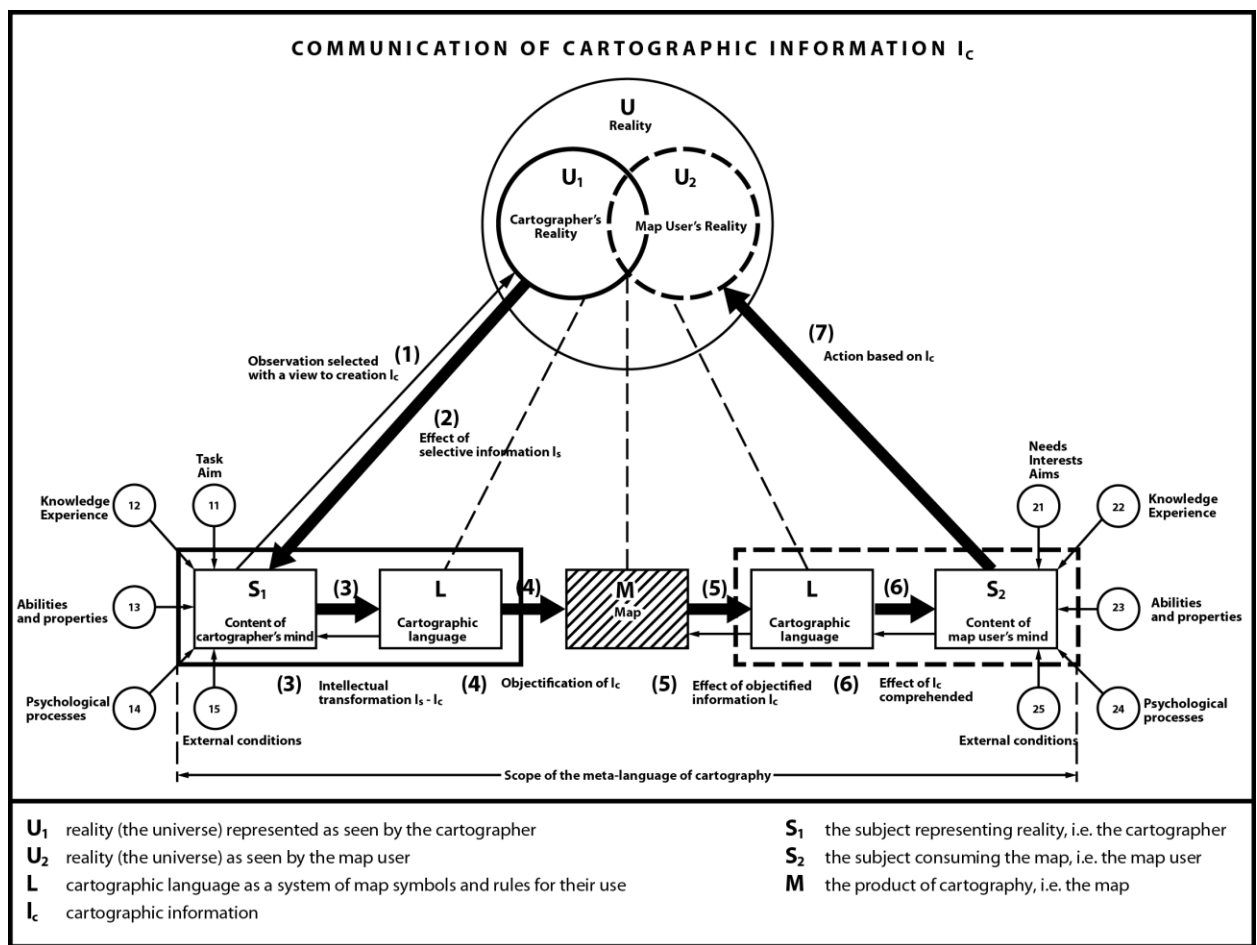 COMMUNICATION OF CARTOGRAPHIC INFORMATION Ic
U
Reality
U1
Cartographer's
Reality
U2
Map User's Reality
(1)
Observation selected
with a view to creation Ic
(2)
Effect of
selective information Is
(7)
Action based on Ic
Task
Aim
Knowledge
Experience
12
11
Abilities
and properties
13
Psychological
processes
14
15
External conditions
S1
Content of
cartographer's mind
(3)
L
Cartographic
language
(4)
M
Map
(5)
L
Cartographic
language
(6)
S2
Content of
map user's mind
Needs
Interests
Aims
21
22
Knowledge
Experience
23
Abilities
and properties
24
Psychological
processes
25
External conditions
(3)
Intellectual
transformation Is - Ic
(4)
Objectification of Ic
(5)
Effect of objectified
information Ic
(6)
Effect of Ic
comprehended
Scope of the meta-language of cartography
U1 reality (the universe) represented as seen by the cartographer
U2 reality (the universe) as seen by the map user
L cartographic language as a system of map symbols and rules for their use
Ic cartographic information
S1 the subject representing reality, i.e. the cartographer
S2 the subject consuming the map, i.e. the map user
M the product of cartography, i.e. the map